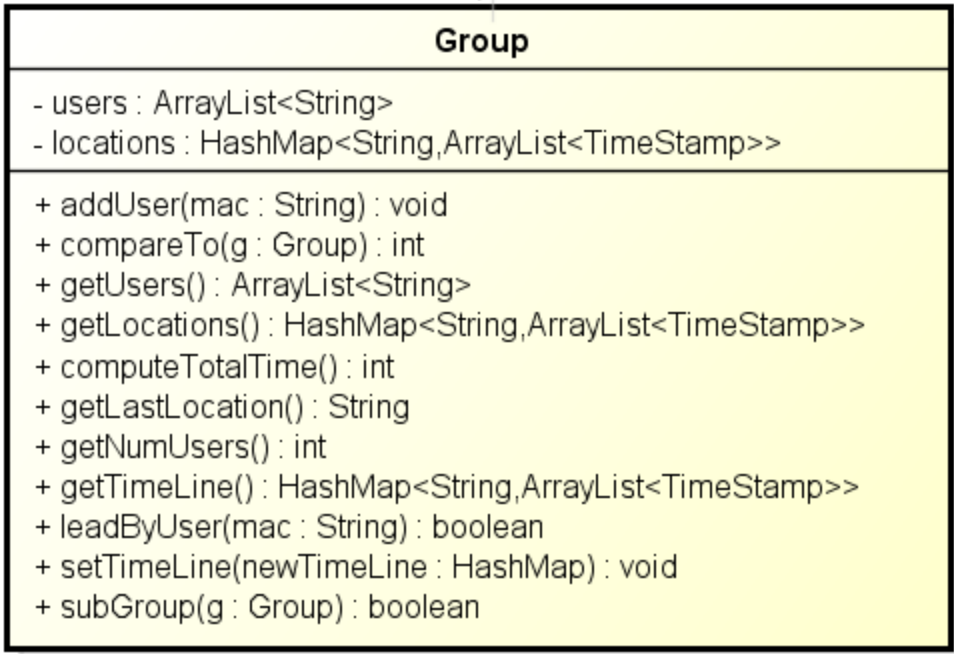 Group
- users : ArrayList<String>
- locations : HashMap<String,ArrayList<TimeStamp>>
+ addUser(mac : String) : void
+ compareTo(g : Group) : int
+ getUsers() : ArrayList<String>
+ getLocations() : HashMap<String,ArrayList<TimeStamp>>
+ computeTotalTime() : int
+ getLastLocation() : String
+ getNumUsers() : int
+ getTimeLine() : HashMap<String,ArrayList<TimeStamp>>
+ leadByUser(mac : String) : boolean
+ setTimeLine(newTimeLine : HashMap) : void
+ subGroup(g : Group) : boolean